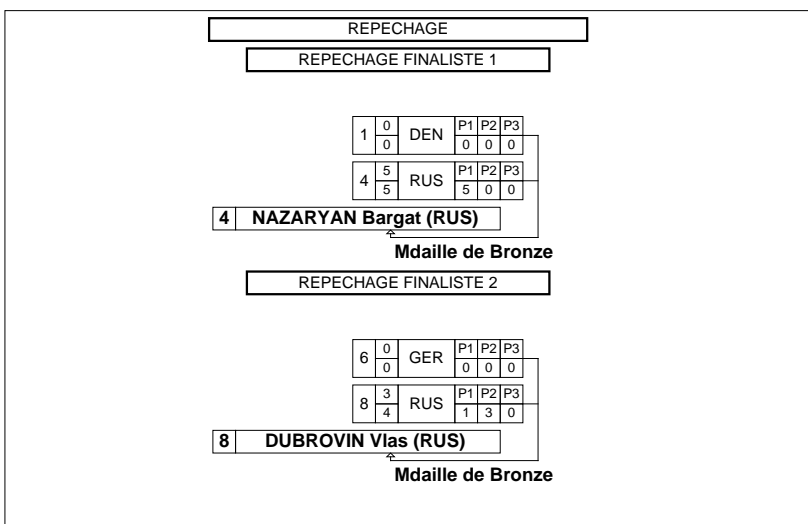 REPECHAGE
REPECHAGE FINALISTE 1
1 0 0 DEN P1 P2 P3
0 0 0
4 5 5 RUS P1 P2 P3
5 0 0
4 NAZARYAN Bargat (RUS)
Mdaille de Bronze
REPECHAGE FINALISTE 2
6 0 0 GER P1 P2 P3
0 0 0
8 3 4 RUS P1 P2 P3
1 3 0
8 DUBROVIN Vlas (RUS)
Mdaille de Bronze